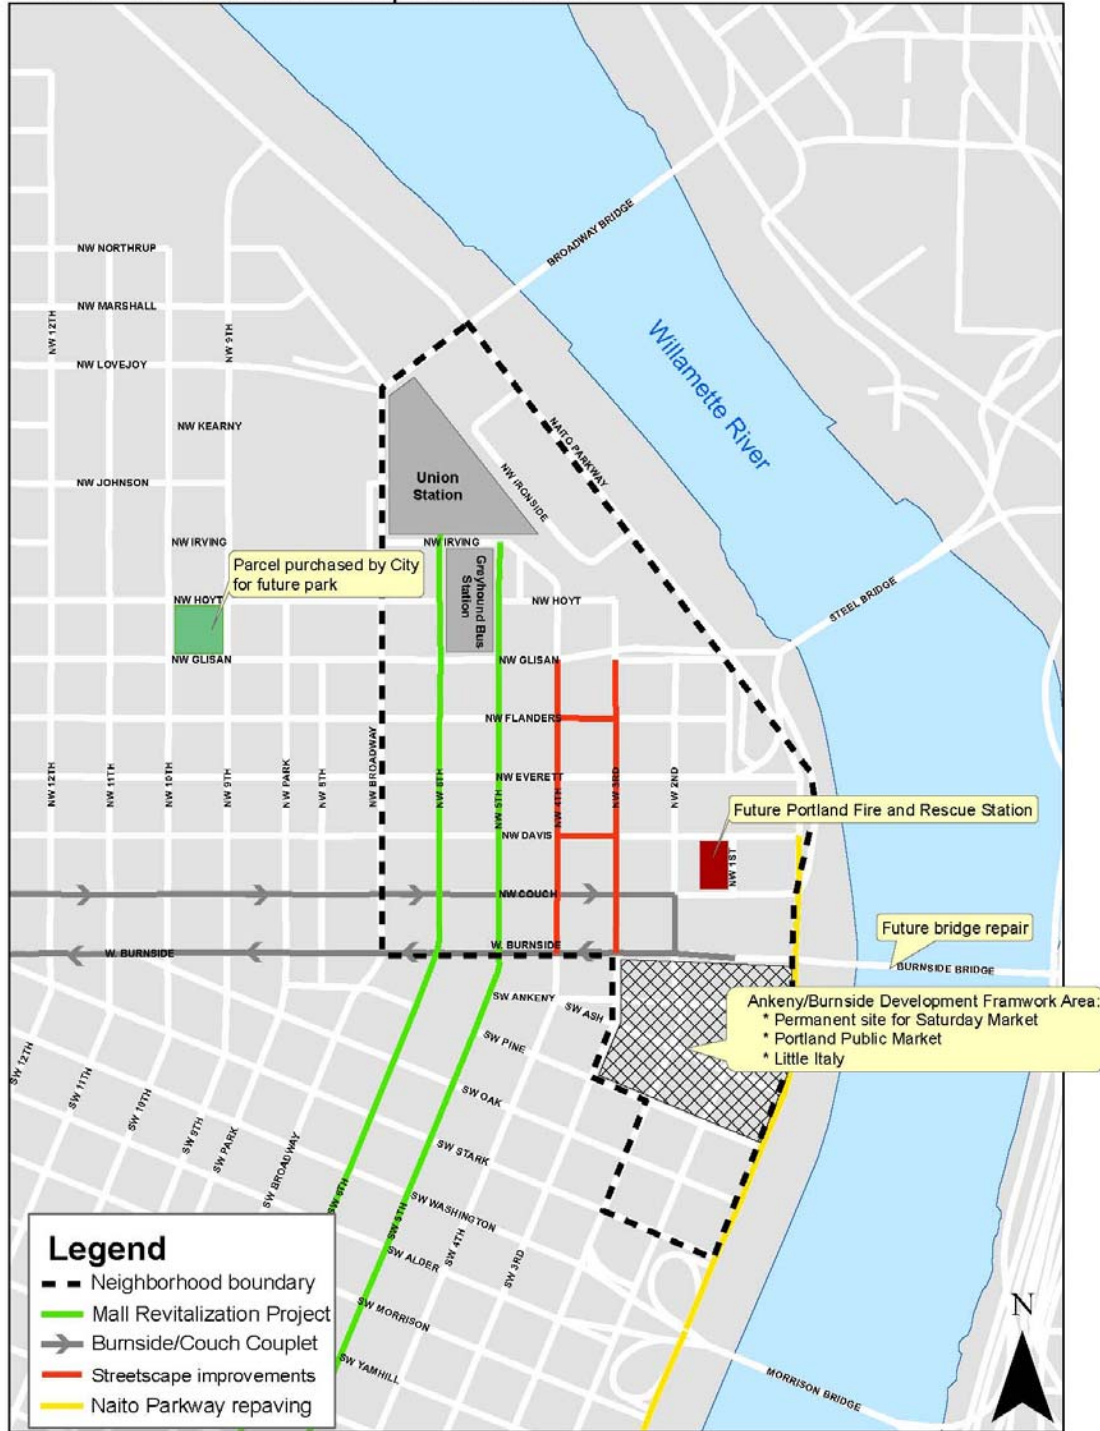 BROADWAY BRIDGE
NW NORTHRUP
NW MARSHALL
NW 12TH
NW 9TH
NW LOVEJOY
Willamette River
NW KEARNY
NAITO PARKWAY
NW JOHNSON
Union
Station
NW IRONSIDE
NW IRVING
NW IRVING
Parcel purchased by City
for future park
Greyhound Bus
Station
STEEL BRIDGE
NW HOYT
NW HOYT
NW GLISAN
NW GLISAN
NW FLANDERS
NW 12TH
NW 11TH
NW 10TH
NW 9TH
NW PARK
NW 8TH
NW BROADWAY
NW 6TH
NW 5TH
NW EVERETT
NW 4TH
NW 3RD
NW 2ND
Future Portland Fire and Rescue Station
NW DAVIS
NW 1ST
NW COUCH
Future bridge repair
W. BURNSIDE
W. BURNSIDE
BURNSIDE BRIDGE
SW ANKENY
SW ASH
Ankeny/Burnside Development Framwork Area:
* Permanent site for Saturday Market
* Portland Public Market
* Little Italy
SW PINE
SW 12TH
SW 11TH
SW 10TH
SW 9TH
SW PARK
SW BROADWAY
SW OAK
SW STARK
SW 6TH
SW 5TH
SW WASHINGTON
SW 4TH
SW 3RD
SW ALDER
SW MORRISON
SW YAMHILL
MORRISON BRIDGE
N
Legend
Neighborhood boundary
Mall Revitalization Project
Burnside/Couch Couplet
Streetscape improvements
Naito Parkway repaving